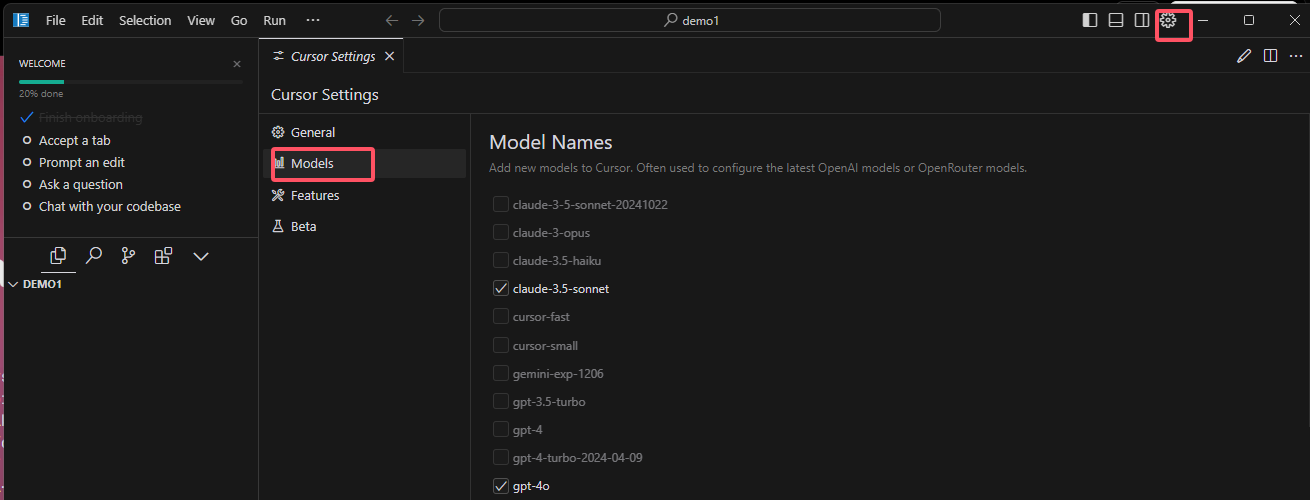 File Edit Selection View Go Run ···
demo1
WELCOME
20% done
Finish onboarding
Accept a tab
Prompt an edit
Ask a question
Chat with your codebase
DEMO1
Cursor Settings
Cursor Settings
General
Models
Features
Beta
Model Names
Add new models to Cursor. Often used to configure the latest OpenAI models or OpenRouter models.
claude-3-5-sonnet-20241022
claude-3-opus
claude-3.5-haiku
claude-3.5-sonnet
cursor-fast
cursor-small
gemini-exp-1206
gpt-3.5-turbo
gpt-4
gpt-4-turbo-2024-04-09
gpt-4o